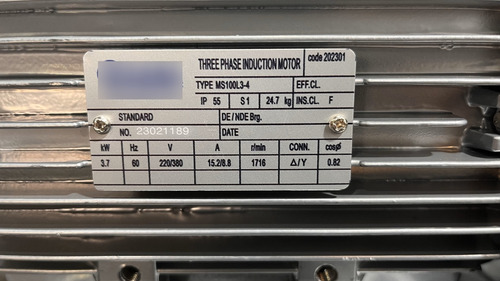 THREE PHASE INDUCTION MOTOR code 202301
TYPE MS100L3-4 EFF.CL.
IP 55 S1 24.7 kg INS.CL. F
STANDARD DE / NDE Brg.
NO. 23021189 DATE
kW Hz V A r/min CONN. cosø
3.7 60 220/380 15.2/8.8 1716 △/Y 0.82